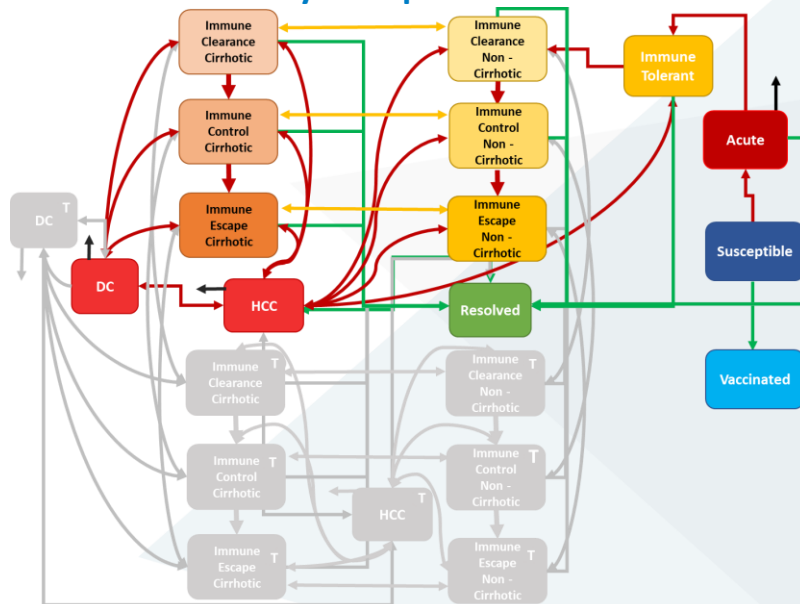 Immune
Clearance
Cirrhotic
Immune
Clearance
Non -
Cirrhotic
Immune
Tolerant
Immune
Control
Cirrhotic
Immune
Control
Non -
Cirrhotic
Acute
DC T
Immune
Escape
Cirrhotic
Immune
Escape
Non -
Cirrhotic
Susceptible
DC
HCC
Resolved
Vaccinated
Immune T
Clearance
Cirrhotic
Immune T
Clearance
Non -
Cirrhotic
Immune T
Control
Cirrhotic
Immune T
Control
Non -
Cirrhotic
T
HCC
Immune T
Escape
Cirrhotic
Immune T
Escape
Non -
Cirrhotic